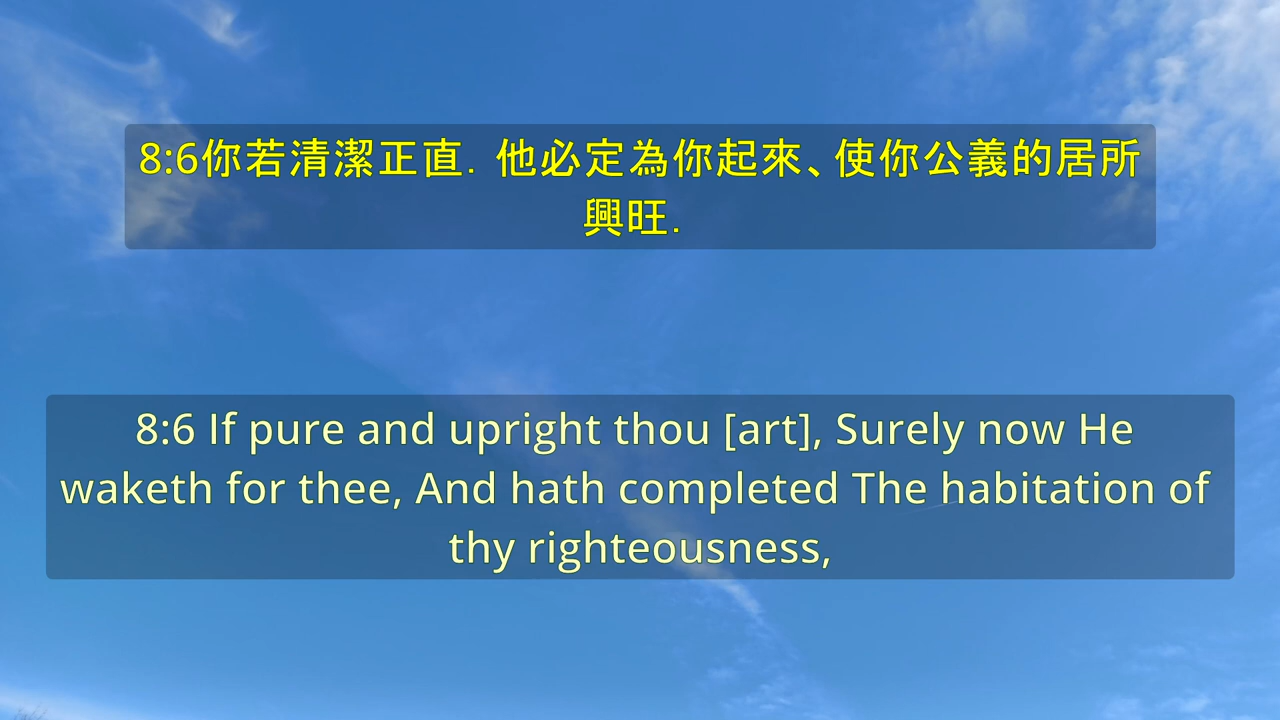 8:6你若清潔正直. 他必定為你起來、使你公義的居所
興旺.
8:6 If pure and upright thou [art], Surely now He
waketh for thee, And hath completed The habitation of
thy righteousness,